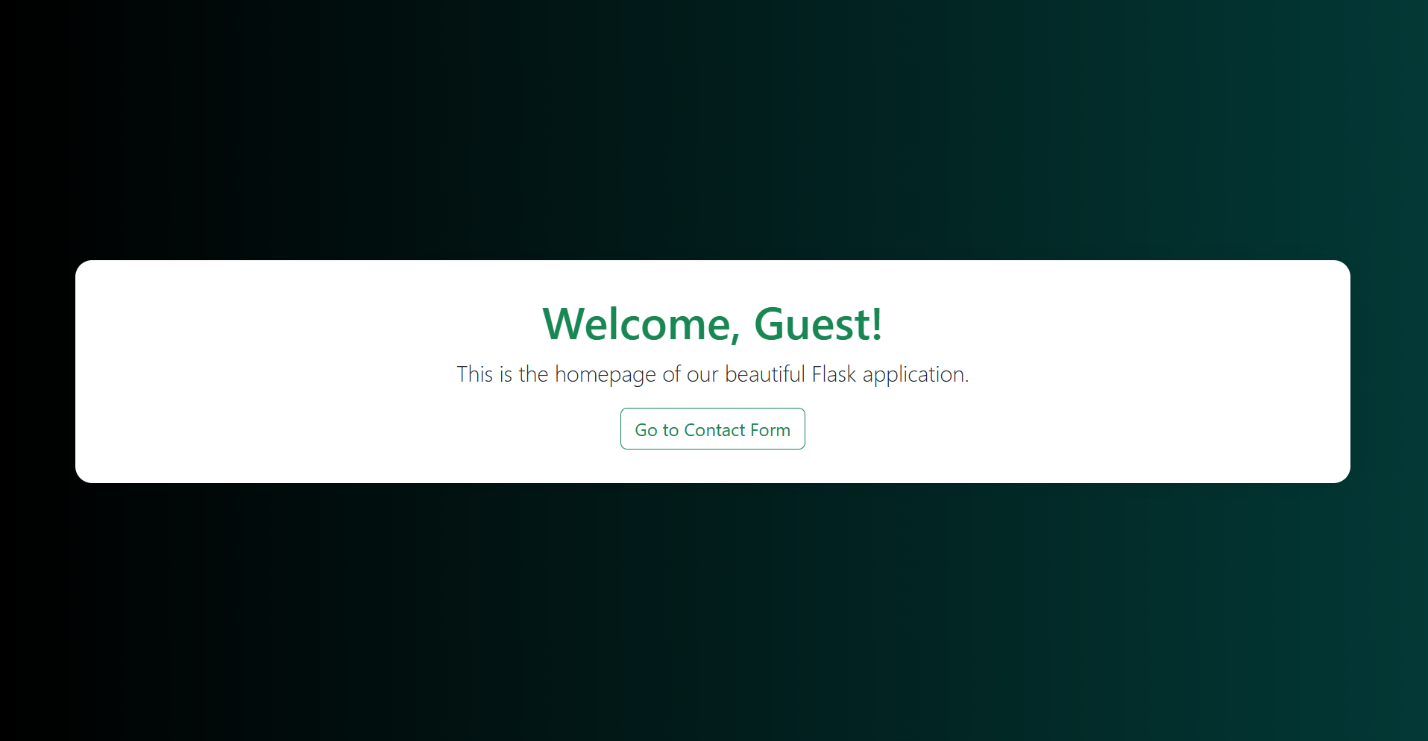 Welcome, Guest!
This is the homepage of our beautiful Flask application.
Go to Contact Form